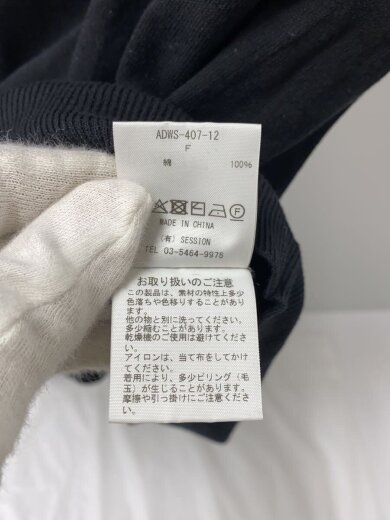 ADWS-407-12
F
綿 100%
MADE IN CHINA
(有) SESSION
TEL 03-5464-9976
お取り扱いのご注意
この製品は、素材の特性上多少
色落ちや色移りすることがあり
ます。
他の物と別に洗ってください。
多少縮むことがあります。
乾燥機のご使用は避けてくださ
い。
アイロンは、当て布をしてかけ
てください。
着用により、多少ピリング(毛
玉)が生じることがあります。
摩擦や引っ掛けにご注意くださ
い。